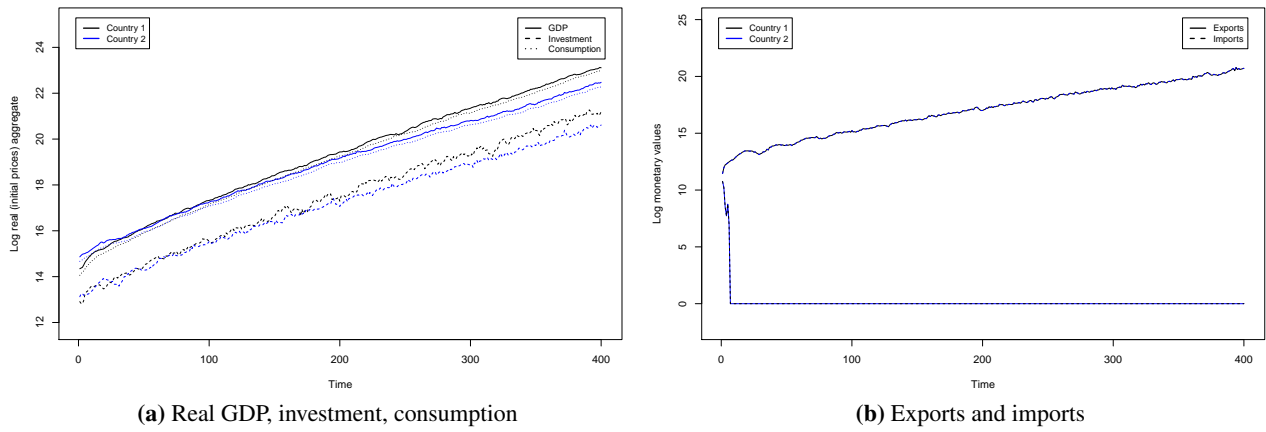 Country 1
Country 2
GDP
Investment
Consumption
Log real (initial prices) aggregate
24
22
20
18
16
14
12
0
100
200
300
400
Time
(a) Real GDP, investment, consumption
Country 1
Country 2
Exports
Imports
Log monetary values
25
20
15
10
5
0
0
100
200
300
400
Time
(b) Exports and imports